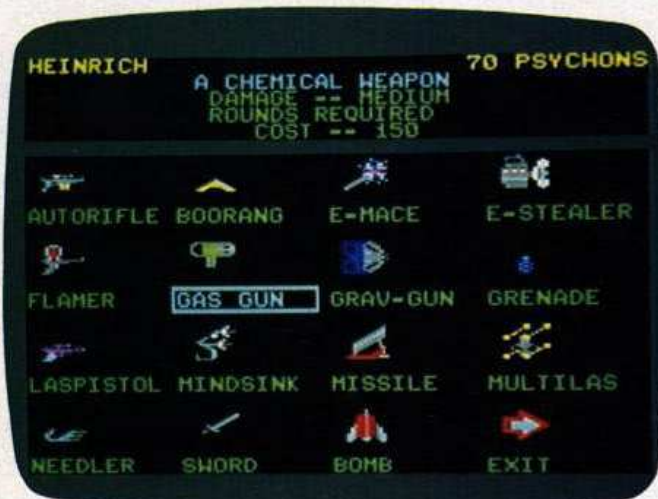 HEINRICH 70 PSYCHONS
A CHEMICAL WEAPON
DAMAGE -- MEDIUM
ROUNDS REQUIRED
COST -- 150
AUTORIFLE BOORANG E-MACE E-STEALER
FLAMER GAS GUN GRAV-GUN GRENADE
LASPISTOL MINDSINK MISSILE MULTILAS
NEEDLER SWORD BOMB EXIT